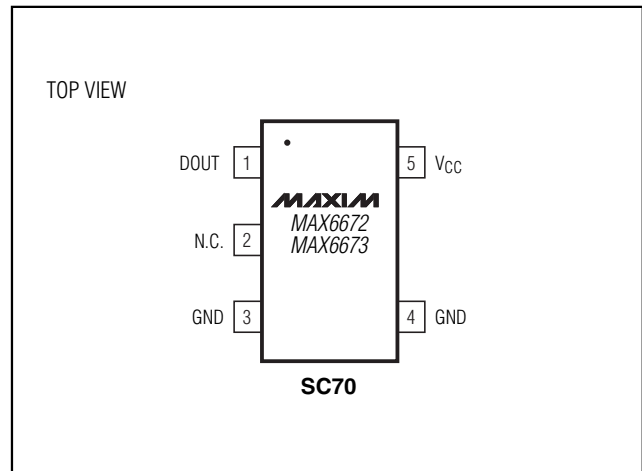 TOP VIEW
DOUT 1
5 VCC
MAXIM
MAX6672
MAX6673
N.C. 2
GND 3
4 GND
SC70